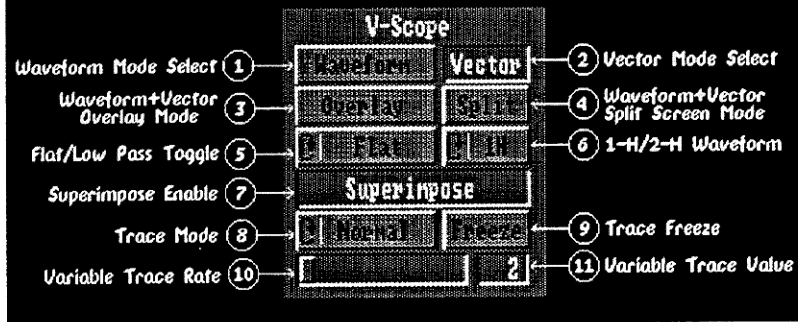 V-Scope
Waveform Mode Select 1 Waveform Vector 2 Vector Mode Select
Waveform+Vector Overlay Mode 3 Overlay Split 4 Waveform+Vector Split Screen Mode
Flat/Low Pass Toggle 5 Flat 1H 6 1-H/2-H Waveform
Superimpose Enable 7 Superimpose
Trace Mode 8 Normal Freeze 9 Trace Freeze
Variable Trace Rate 10 2 11 Variable Trace Value